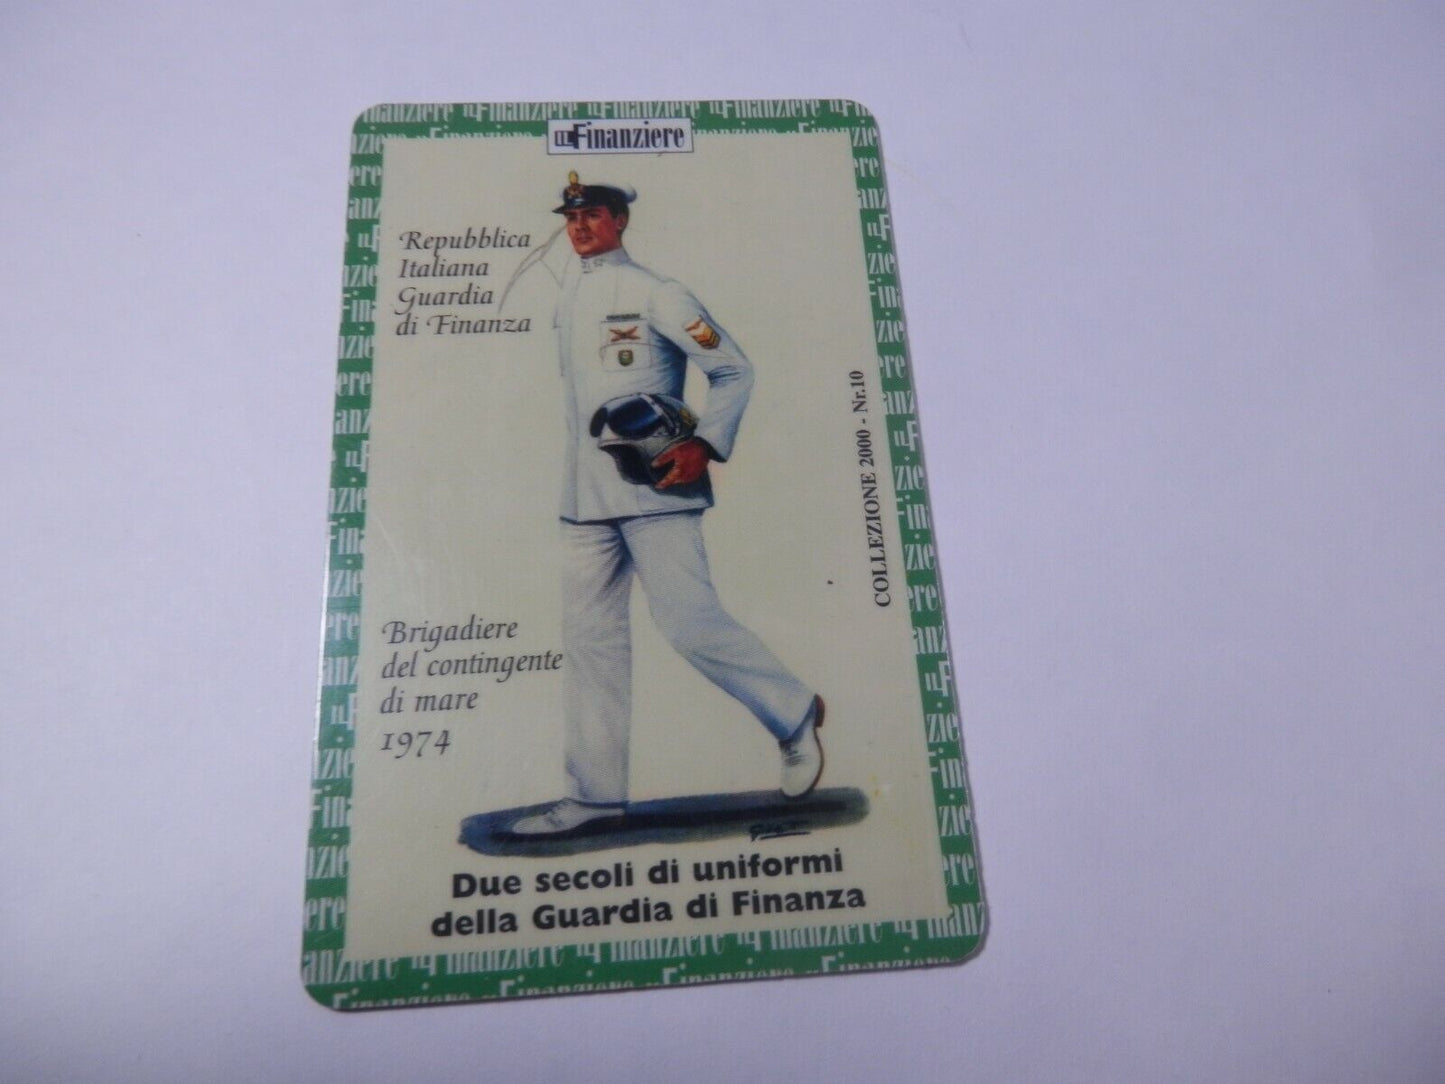 IL Finanziere
Repubblica
Italiana
Guardia
di Finanza
COLLEZIONE 2000 - Nr.10
Brigadiere
del contingente
di mare
1974
Due secoli di uniformi
della Guardia di Finanza